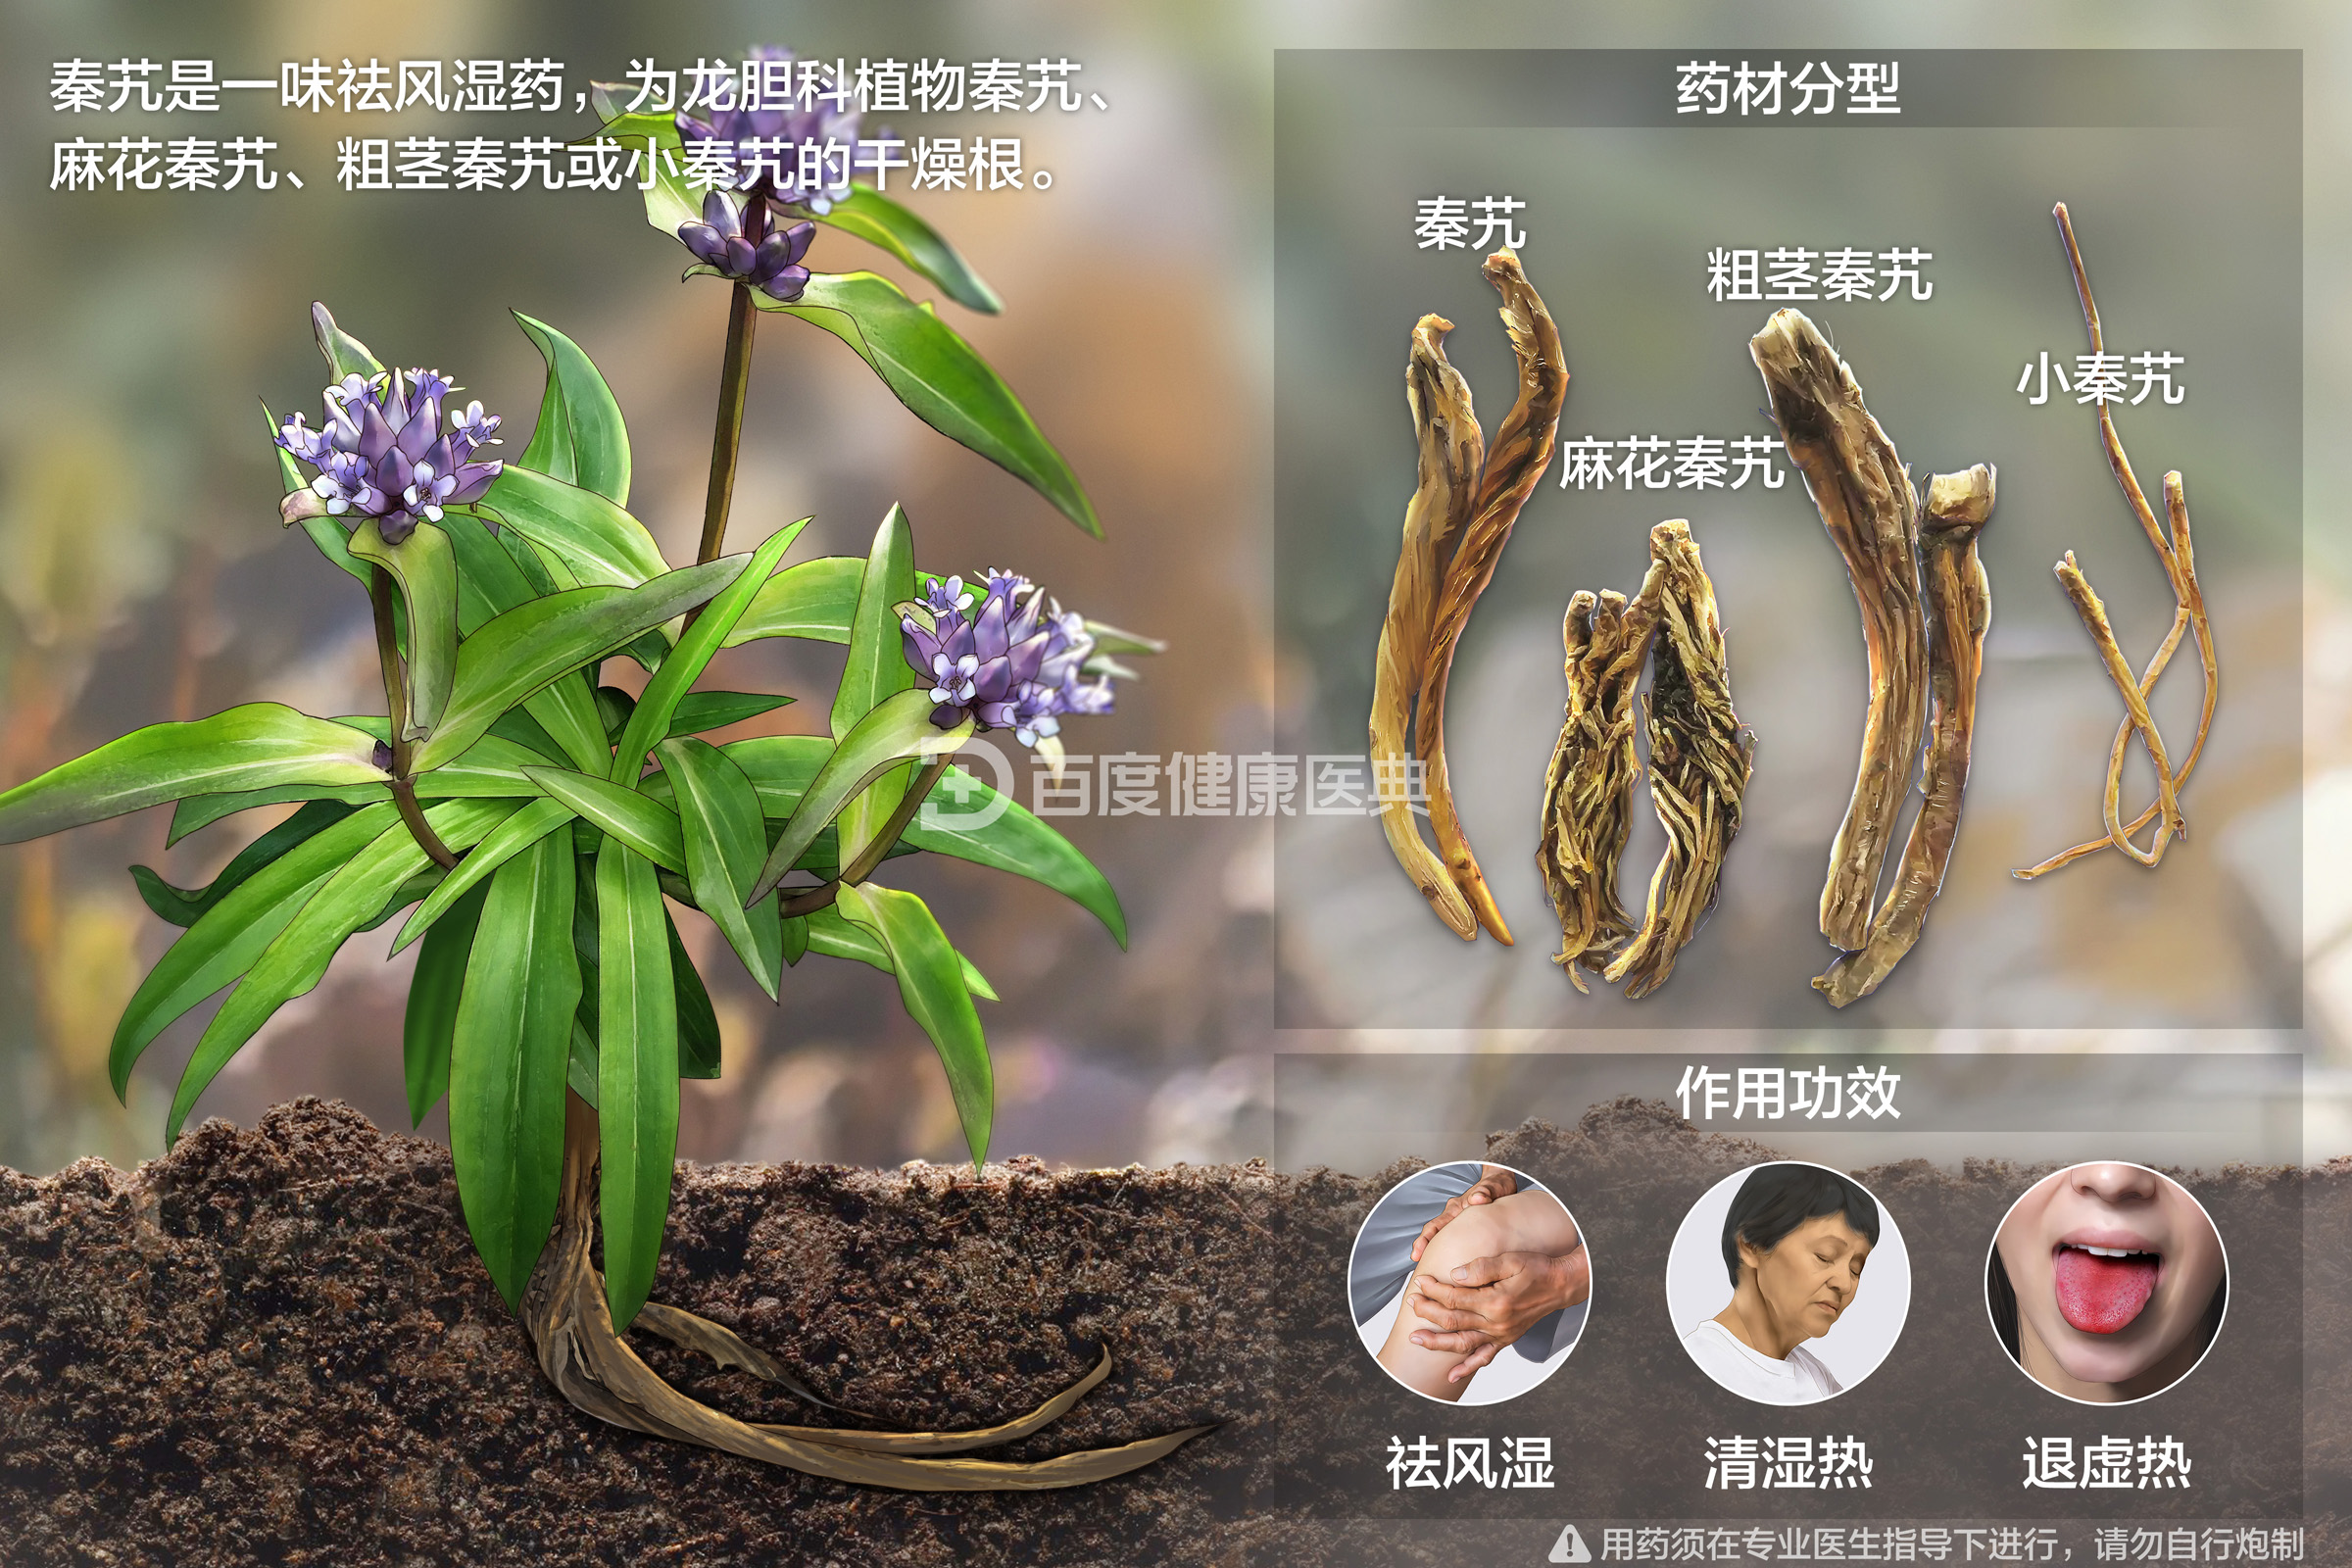 秦艽是一味祛风湿药，为龙胆科植物秦艽、
麻花秦艽、粗茎秦艽或小秦艽的干燥根。
药材分型
秦艽
粗茎秦艽
小秦艽
麻花秦艽
百度健康医典
作用功效
祛风湿
清湿热
退虚热
用药须在专业医生指导下进行，请勿自行炮制